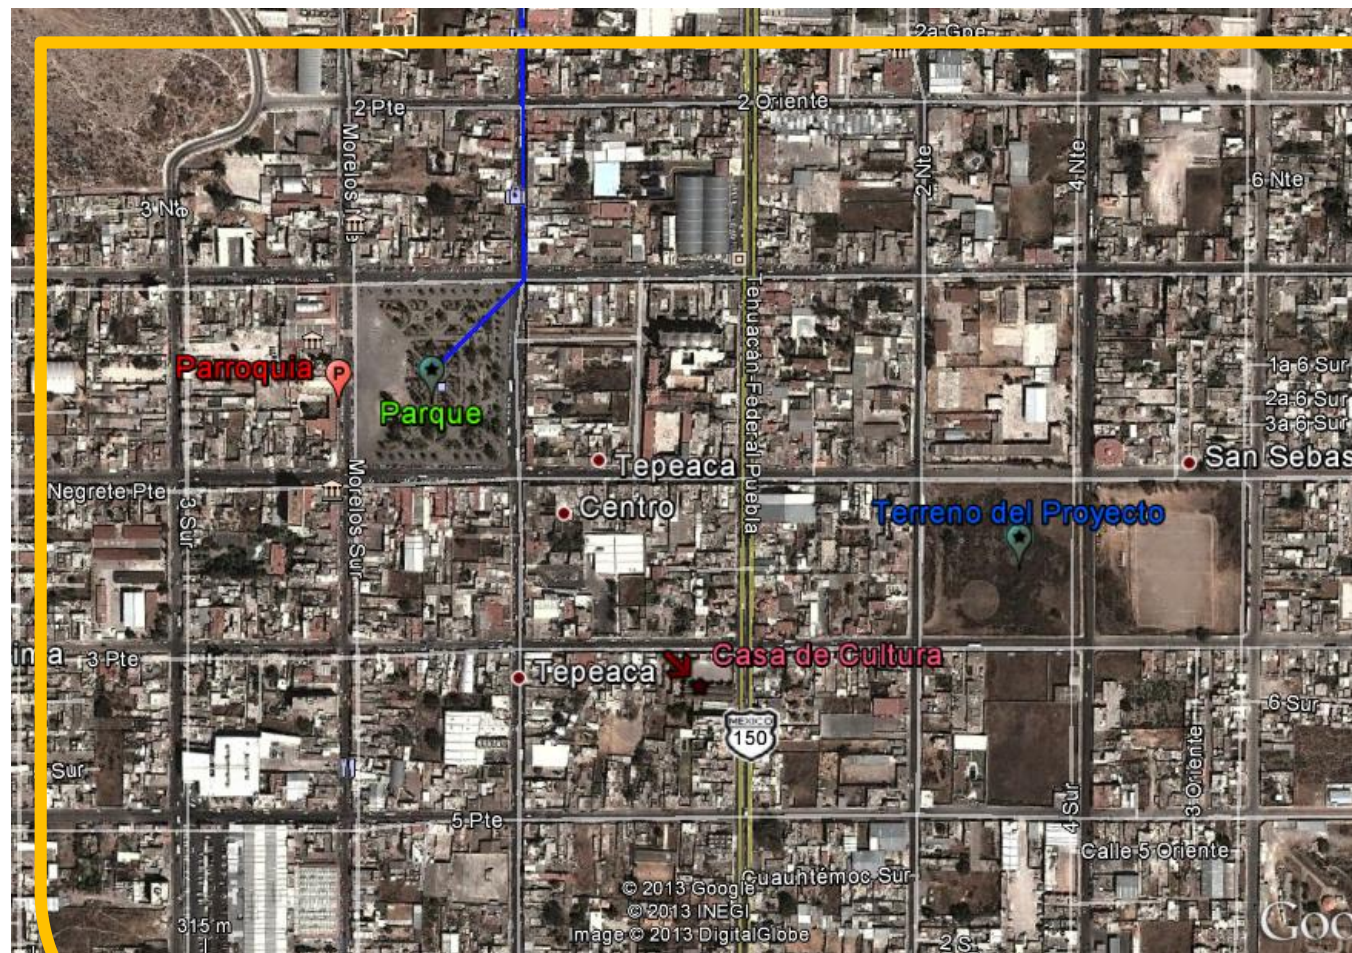 2a Gpe
2 Pte
2 Oriente
Morelos
2 Nte
4 Nte
6 Nte
3 Nte
Tehuacán-Federal Puebla
Parroquia
P
Parque
1a 6 Sur
2a 6 Sur
3a 6 Sur
Tepeaca
San Sebas
Negrete Pte
Centro
Terreno del Proyecto
3 Sur
Morelos Sur
3 Pte
Casa de Cultura
Tepeaca
MEXICO
150
6 Sur
Sur
3 Oriente
4 Sur
5 Pte
Calle 5 Oriente
Cuauhtémoc Sur
© 2013 Google
© 2013 INEGI
Image © 2013 DigitalGlobe
315 m
2 S
Goo